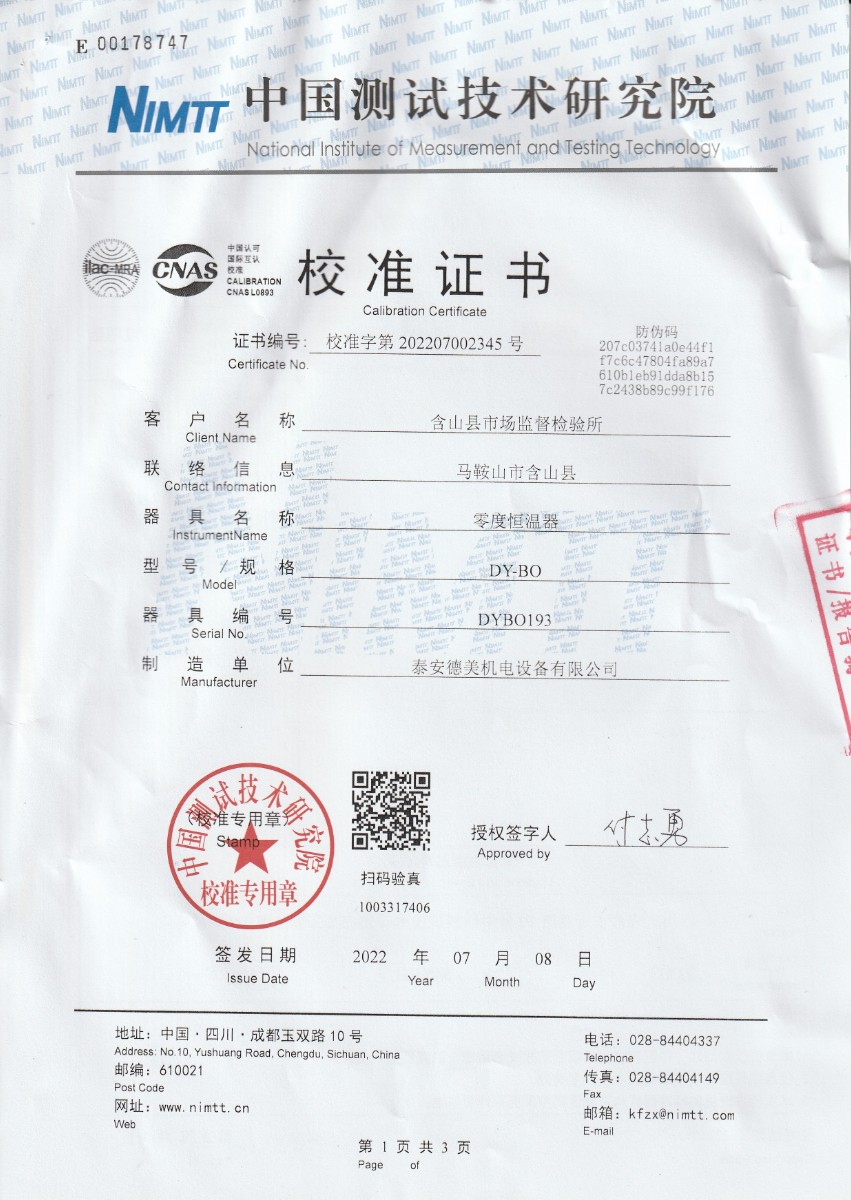 E 00178747
NIMTT 中国测试技术研究院
National Institute of Measurement and Testing Technology
ilac-MRA
CNAS
中国认可
国际互认
校准
CALIBRATION
CNAS L0893
校准证书
Calibration Certificate
证书编号: 校准字第 202207002345 号
Certificate No.
防伪码
207c03741a0e44f1
f7c6c47804fa89a7
610b1eb91dda8b15
7c2438b89c99f176
客户名称 含山县市场监督检验所
Client Name
联络信息 马鞍山市含山县
Contact Information
器具名称 零度恒温器
InstrumentName
型号/规格 DY-BO
Model
器具编号 DYBO193
Serial No.
制造单位 泰安德美机电设备有限公司
Manufacturer
证书/报告
中国测试技术研究院
(校准专用章)
Stamp
校准专用章
扫码验真
1003317406
授权签字人 付志勇
Approved by
签发日期 2022 年 07 月 08 日
Issue Date Year Month Day
地址: 中国·四川·成都玉双路 10 号
Address: No.10, Yushuang Road, Chengdu, Sichuan, China
邮编: 610021
Post Code
网址: www.nimtt.cn
Web
电话: 028-84404337
Telephone
传真: 028-84404149
Fax
邮箱: kfzx@nimtt.com
E-mail
第 1 页 共 3 页
Page of